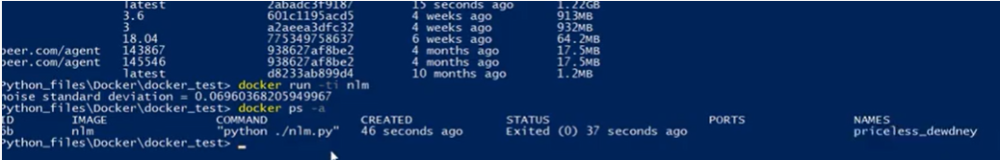 latest 2abadc3f9187 15 seconds ago 1.22GB
3.6 601c1195acd5 4 weeks ago 913MB
3 a2aeea3dfc32 4 weeks ago 932MB
18.04 775349758637 6 weeks ago 64.2MB
peer.com/agent 143867 938627af8be2 4 months ago 17.5MB
peer.com/agent 145546 938627af8be2 4 months ago 17.5MB
latest d8233ab899d4 10 months ago 1.2MB
Python_files\Docker\docker_test> docker run -ti nlm
noise standard deviation = 0.06960368205949967
Python_files\Docker\docker_test> docker ps -a
ID IMAGE COMMAND CREATED STATUS PORTS NAMES
6b nlm "python ./nlm.py" 46 seconds ago Exited (0) 37 seconds ago priceless_dewdney
Python_files\Docker\docker_test> _